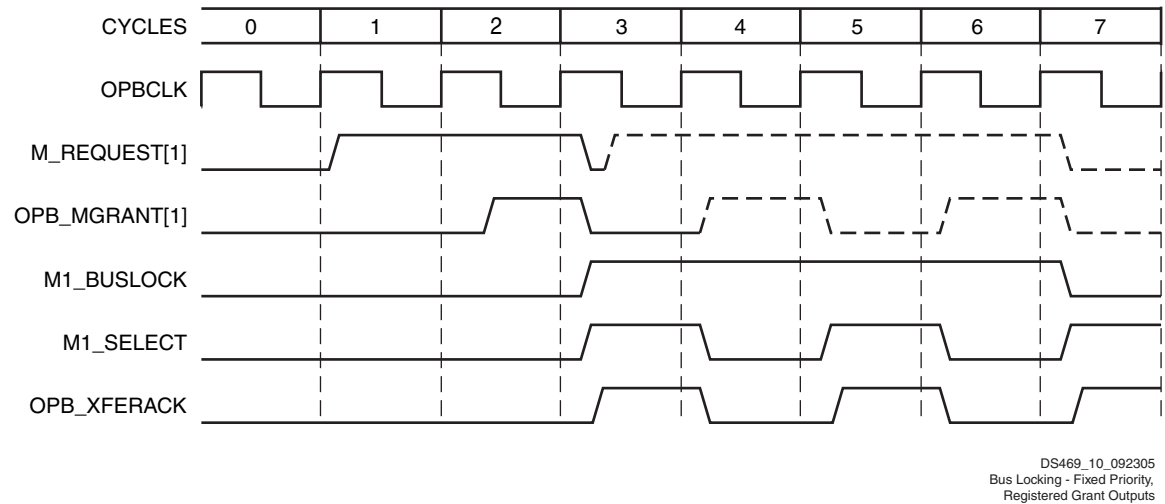 CYCLES 0 1 2 3 4 5 6 7
OPBCLK
M_REQUEST[1]
OPB_MGRANT[1]
M1_BUSLOCK
M1_SELECT
OPB_XFERACK
DS469_10_092305
Bus Locking - Fixed Priority,
Registered Grant Outputs